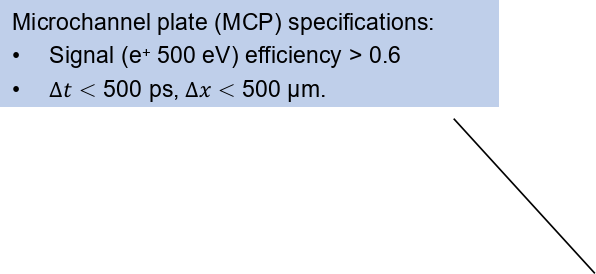 Microchannel plate (MCP) specifications:
• Signal (e⁺ 500 eV) efficiency > 0.6
• Δt < 500 ps, Δx < 500 μm.